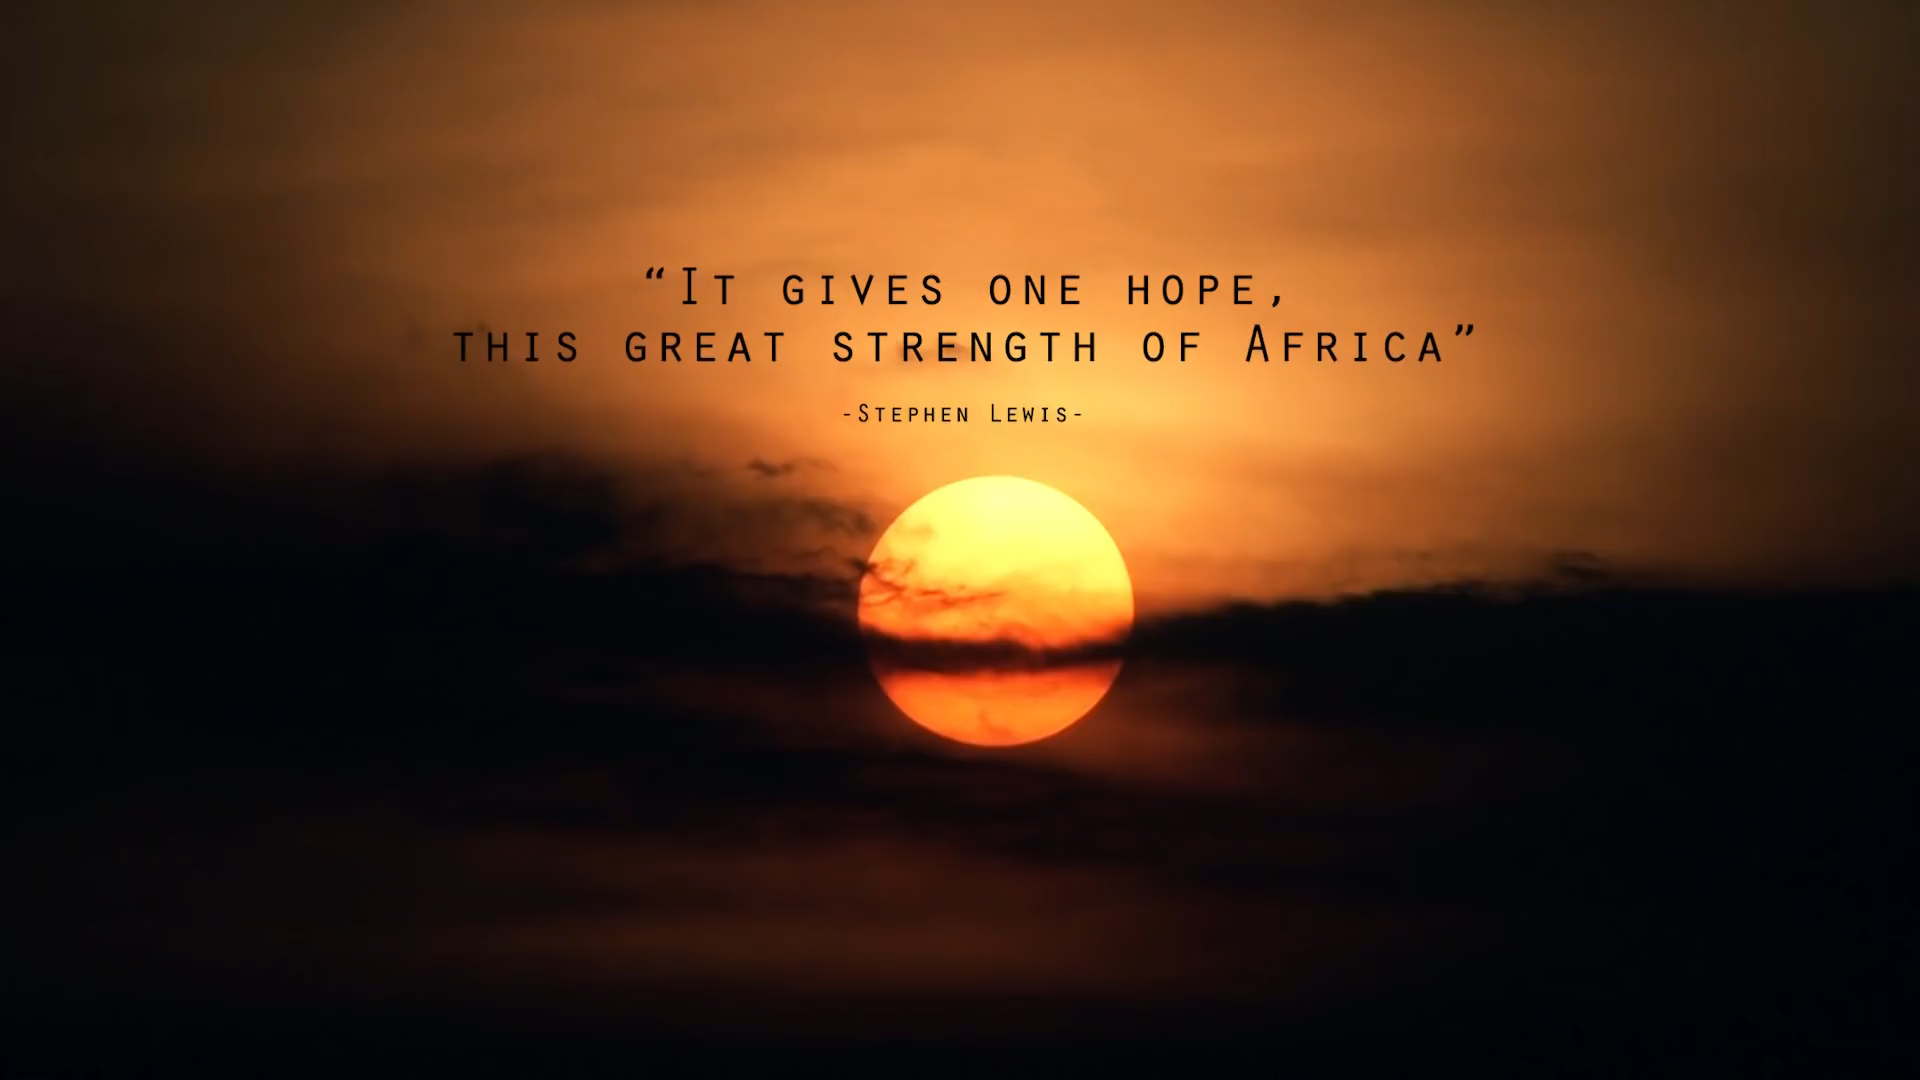 “It gives one hope,
this great strength of Africa”
-Stephen Lewis-